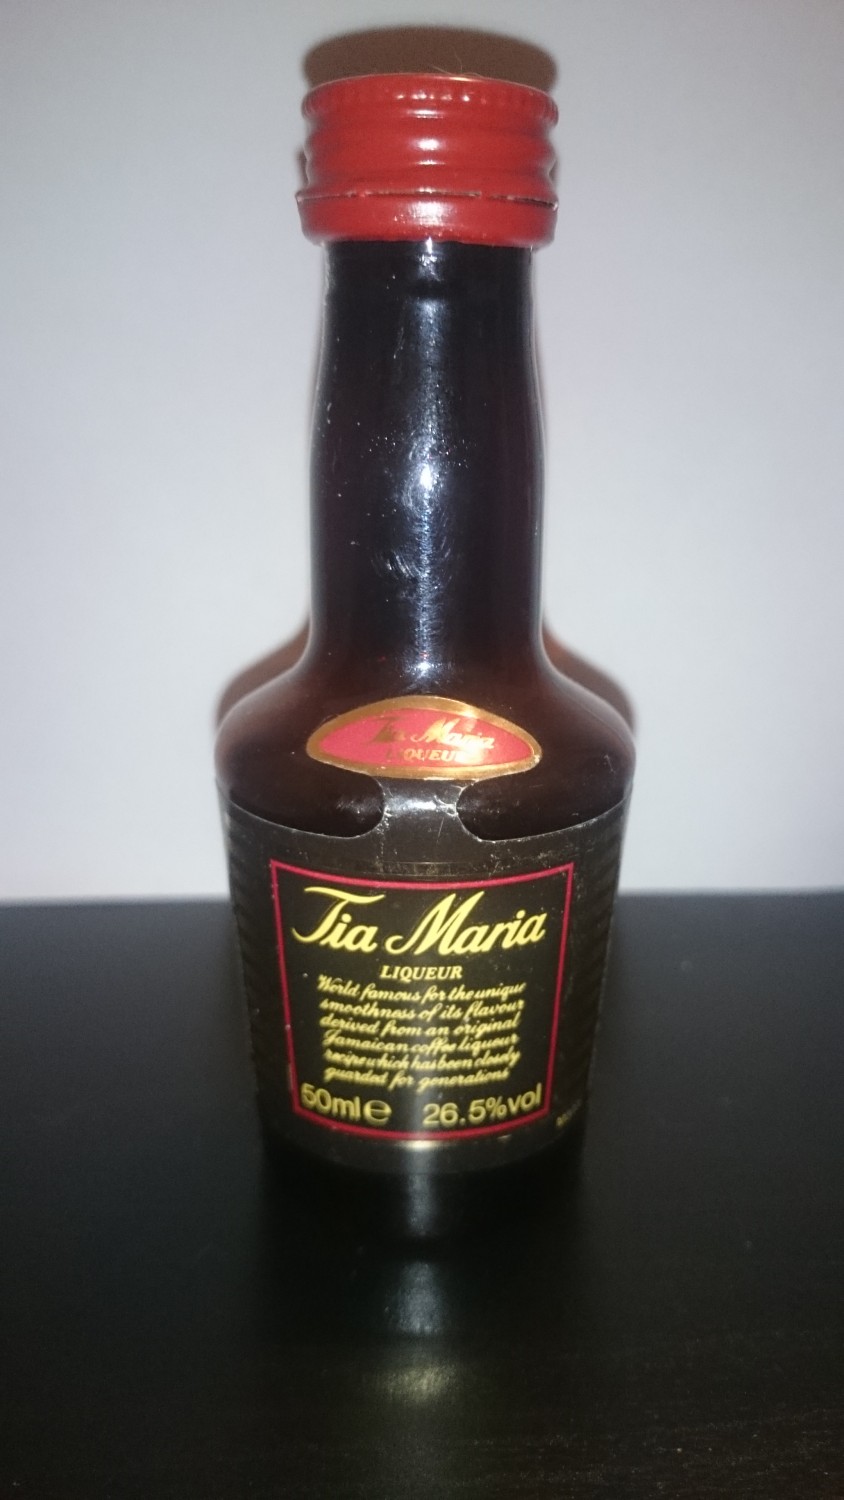 Tia Maria
LIQUEUR
Tia Maria
LIQUEUR
World famous for the unique
smoothness of its flavour
derived from an original
Jamaican coffee liqueur
recipe which has been closely
guarded for generations
50ml e 26.5%vol